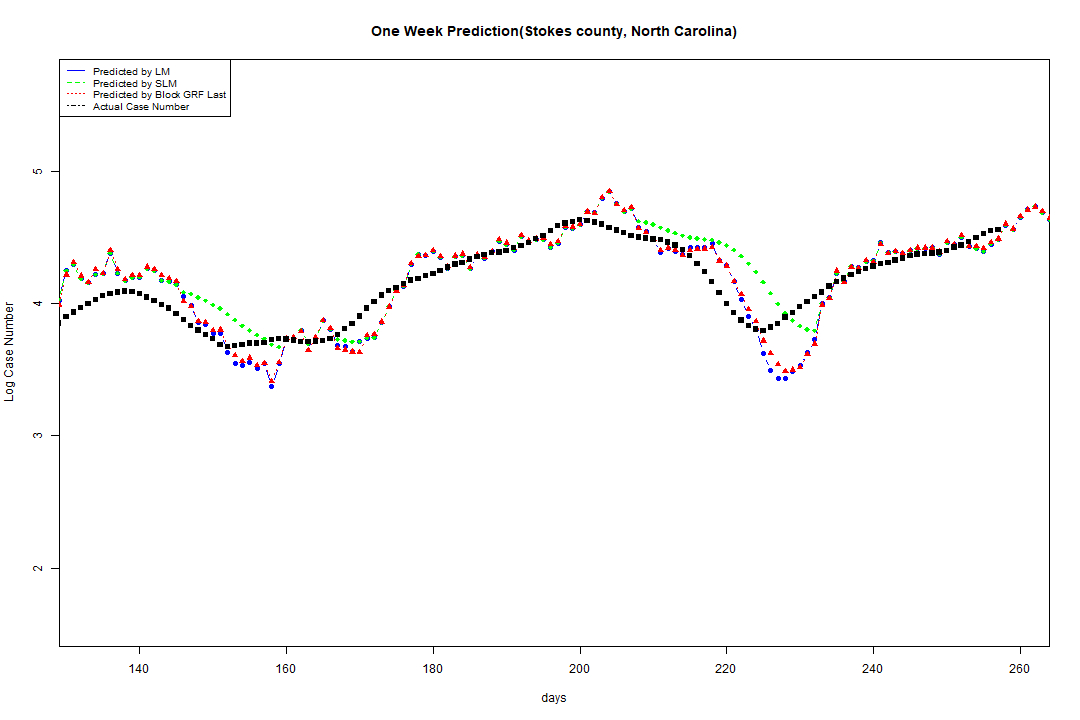 One Week Prediction(Stokes county, North Carolina)
Predicted by LM
Predicted by SLM
Predicted by Block GRF Last
Actual Case Number
5
4
3
2
Log Case Number
140 160 180 200 220 240 260
days